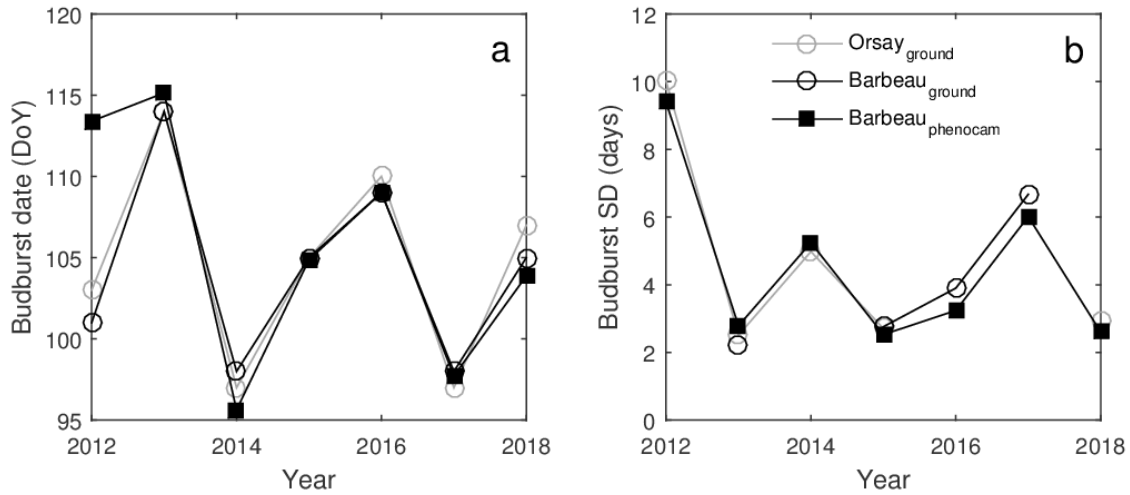 120
115
110
105
100
95
Budburst date (DoY)
a
2012
2014
2016
2018
Year
12
10
8
6
4
2
0
Budburst SD (days)
b
Orsay ground
Barbeau ground
Barbeau phenocam
2012
2014
2016
2018
Year